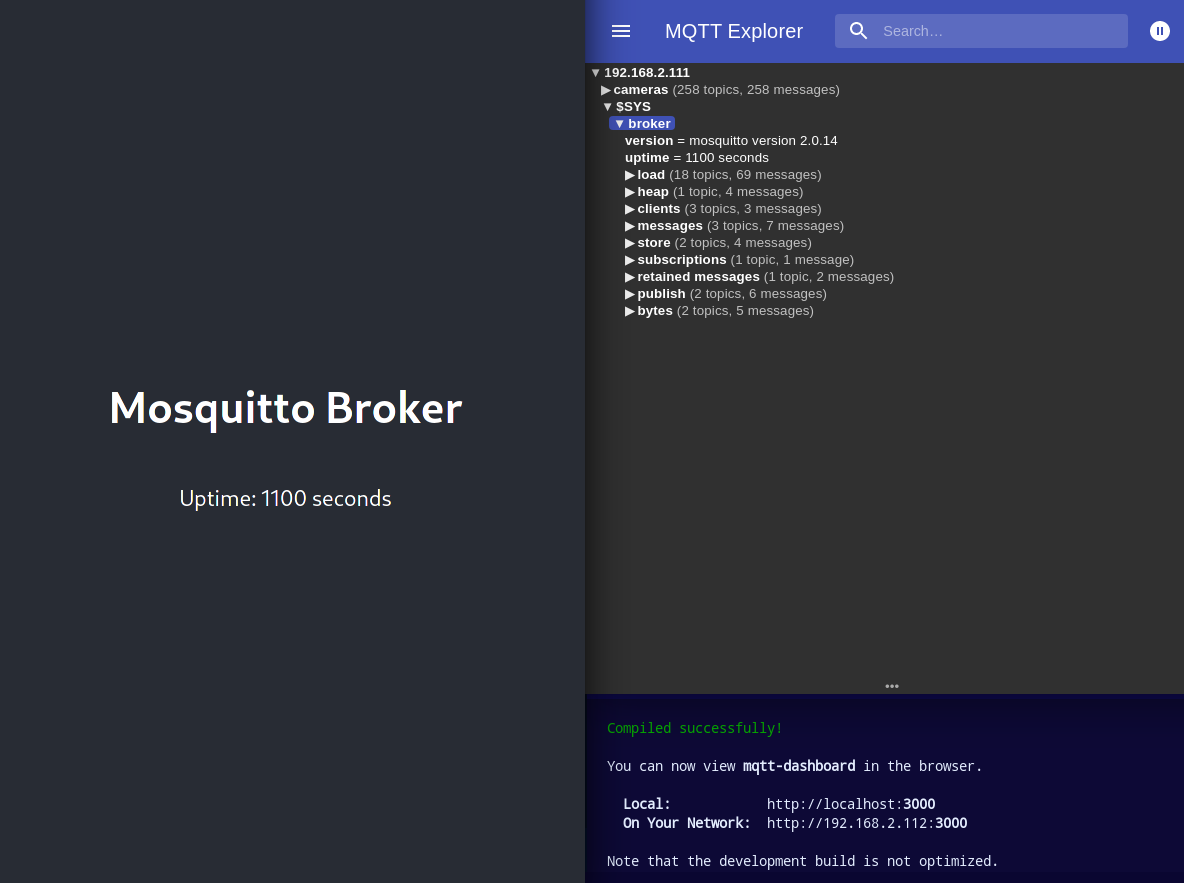 Mosquitto Broker
Uptime: 1100 seconds
MQTT Explorer
Search…
▼ 192.168.2.111
▶ cameras (258 topics, 258 messages)
▼ $SYS
▼ broker
version = mosquitto version 2.0.14
uptime = 1100 seconds
▶ load (18 topics, 69 messages)
▶ heap (1 topic, 4 messages)
▶ clients (3 topics, 3 messages)
▶ messages (3 topics, 7 messages)
▶ store (2 topics, 4 messages)
▶ subscriptions (1 topic, 1 message)
▶ retained messages (1 topic, 2 messages)
▶ publish (2 topics, 6 messages)
▶ bytes (2 topics, 5 messages)
Compiled successfully!
You can now view mqtt-dashboard in the browser.
Local: http://localhost:3000
On Your Network: http://192.168.2.112:3000
Note that the development build is not optimized.